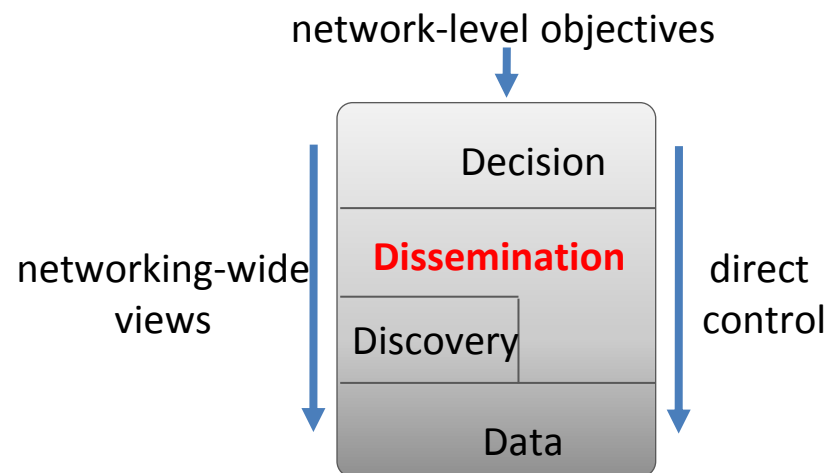 network-level objectives
Decision
Dissemination
networking-wide
views
direct
control
Discovery
Data